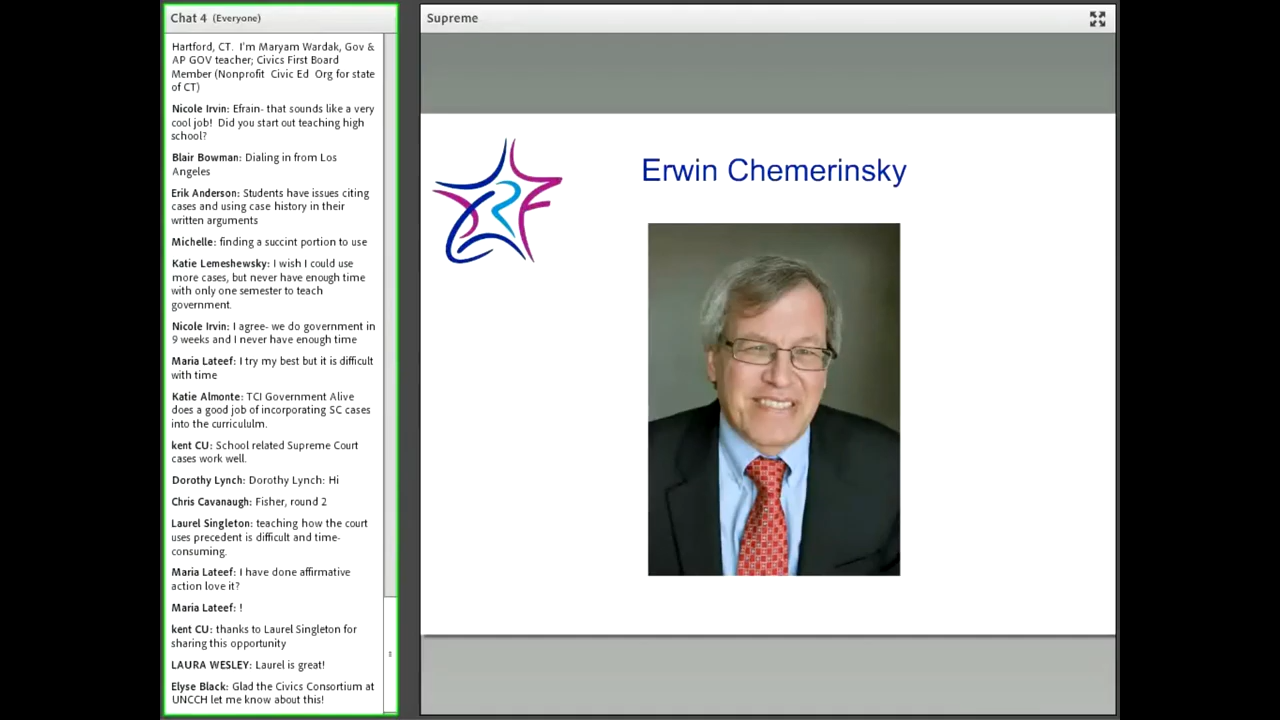 Chat 4 (Everyone)
Hartford, CT. I'm Maryam Wardak, Gov &
AP GOV teacher; Civics First Board
Member (Nonprofit Civic Ed Org for state
of CT)
Nicole Irvin: Efrain- that sounds like a very
cool job! Did you start out teaching high
school?
Blair Bowman: Dialing in from Los
Angeles
Erik Anderson: Students have issues citing
cases and using case history in their
written arguments
Michelle: finding a succint portion to use
Katie Lemeshewsky: I wish I could use
more cases, but never have enough time
with only one semester to teach
government.
Nicole Irvin: I agree- we do government in
9 weeks and I never have enough time
Maria Lateef: I try my best but it is difficult
with time
Katie Almonte: TCI Government Alive
does a good job of incorporating SC cases
into the curricululm.
kent CU: School related Supreme Court
cases work well.
Dorothy Lynch: Dorothy Lynch: Hi
Chris Cavanaugh: Fisher, round 2
Laurel Singleton: teaching how the court
uses precedent is difficult and time-
consuming.
Maria Lateef: I have done affirmative
action love it?
Maria Lateef: !
kent CU: thanks to Laurel Singleton for
sharing this opportunity
LAURA WESLEY: Laurel is great!
Elyse Black: Glad the Civics Consortium at
UNCCH let me know about this!
Supreme
CRF
Erwin Chemerinsky